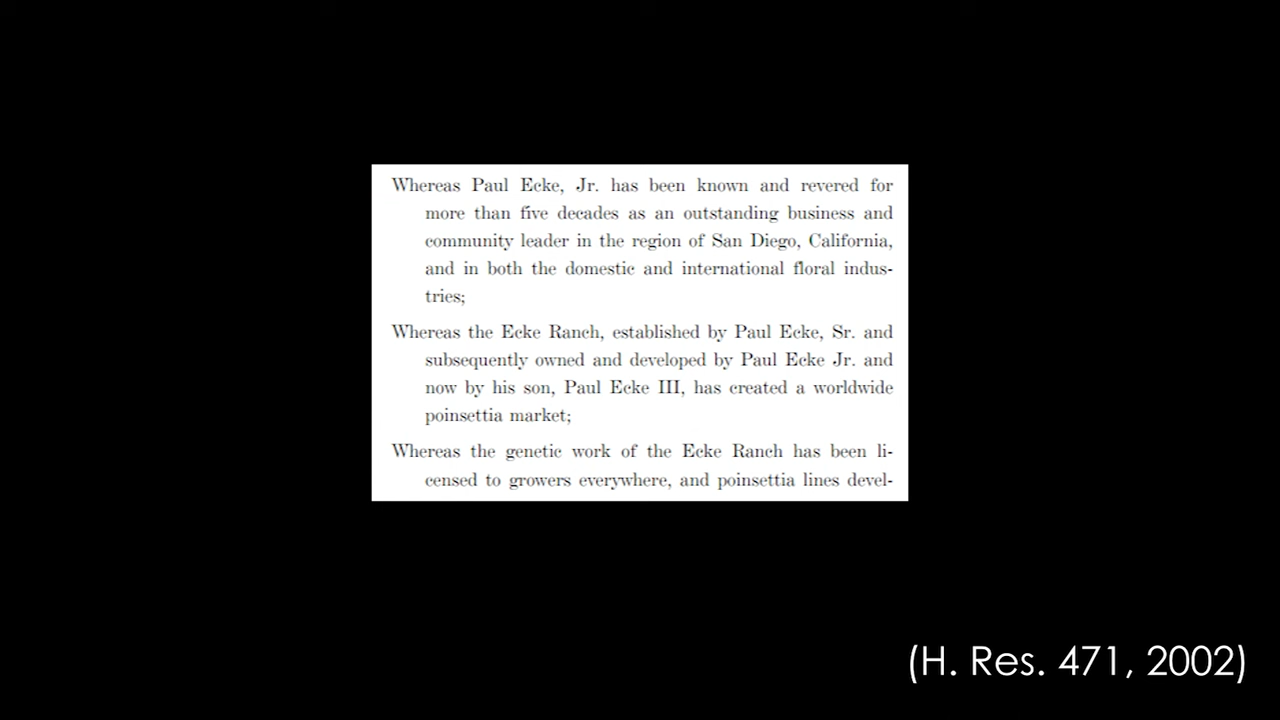 Whereas Paul Ecke, Jr. has been known and revered for
more than five decades as an outstanding business and
community leader in the region of San Diego, California,
and in both the domestic and international floral indus-
tries;
Whereas the Ecke Ranch, established by Paul Ecke, Sr. and
subsequently owned and developed by Paul Ecke Jr. and
now by his son, Paul Ecke III, has created a worldwide
poinsettia market;
Whereas the genetic work of the Ecke Ranch has been li-
censed to growers everywhere, and poinsettia lines devel-
(H. Res. 471, 2002)